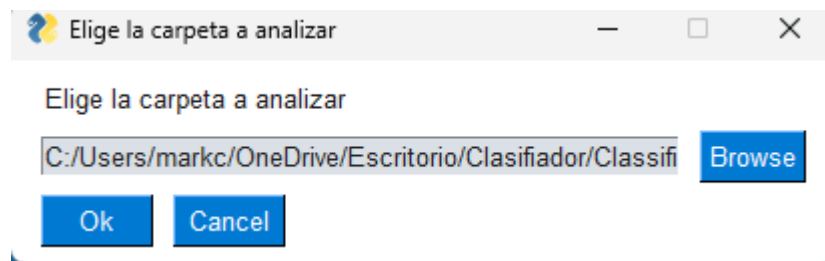 Elige la carpeta a analizar
Elige la carpeta a analizar
C:/Users/markc/OneDrive/Escritorio/Clasifiador/Classifi Browse
Ok Cancel